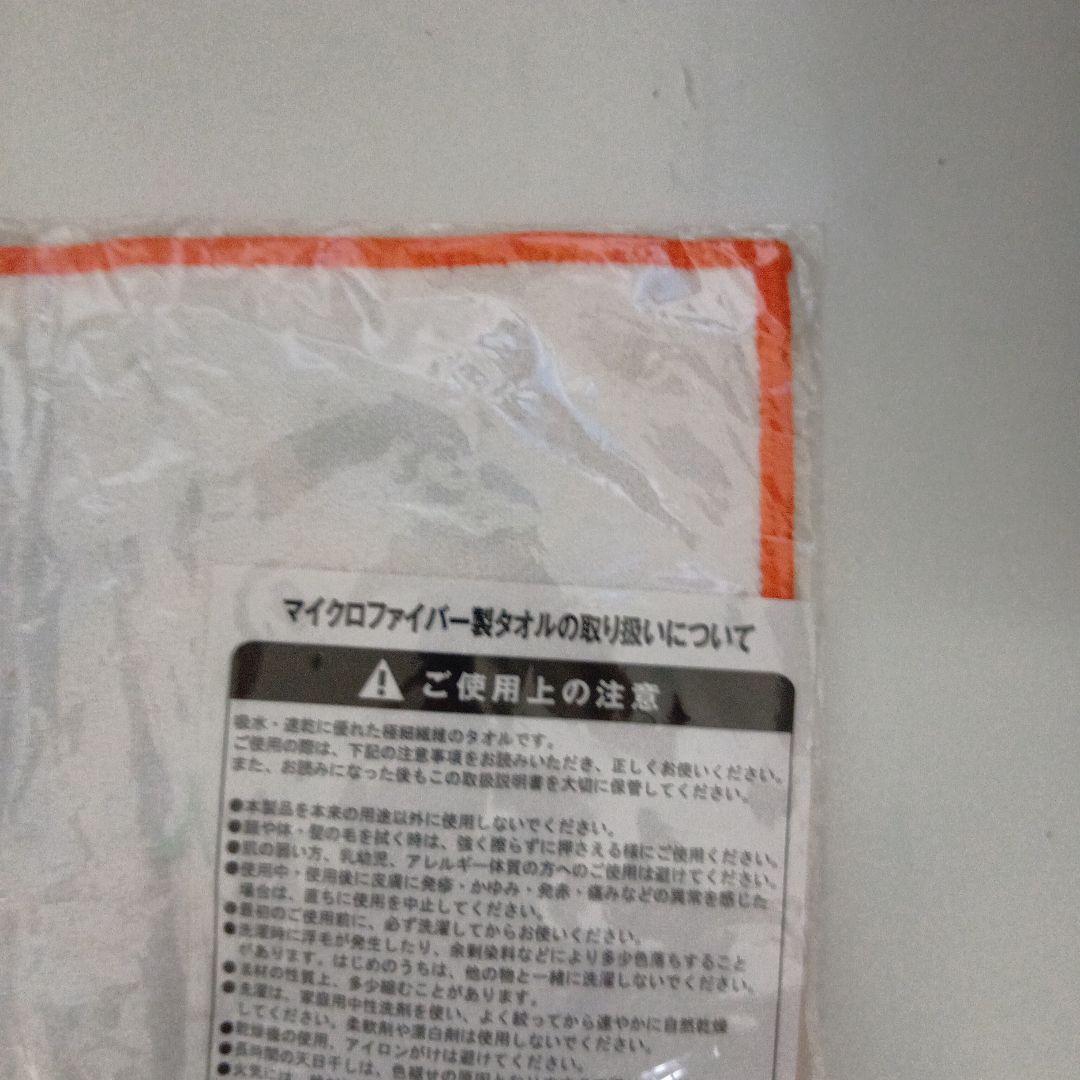 マイクロファイバー製タオルの取り扱いについて
ご使用上の注意
吸水・速乾に優れた極細繊維のタオルです。
ご使用の際は、下記の注意事項をお読みいただき、正しくお使いください。
また、お読みになった後もこの取扱説明書を大切に保管してください。
●本製品を本来の用途以外に使用しないでください。
●顔や体・髪の毛を拭く時は、強く擦らずに押さえる様にご使用ください。
●肌の弱い方、乳幼児、アレルギー体質の方へのご使用は避けてください。
●使用中・使用後に皮膚に発疹・かゆみ・発赤・痛みなどの異常を感じた
場合は、直ちに使用を中止してください。
●最初のご使用前に、必ず洗濯してからお使いください。
●洗濯時に浮毛が発生したり、余剰染料などにより多少色落ちすること
があります。はじめのうちは、他の物と一緒に洗濯しないでください。
●素材の性質上、多少縮むことがあります。
●洗濯は、家庭用中性洗剤を使い、よく絞ってから速やかに自然乾燥
してください。柔軟剤や漂白剤は使用しないでください。
●乾燥機の使用、アイロンがけは避けてください。
●長時間の天日干しは、色褪せの原因と
●火気には